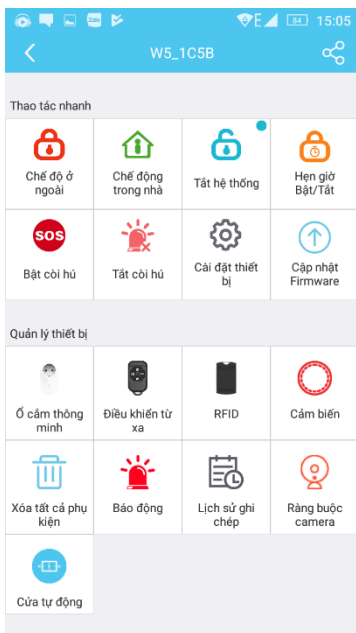 E 84 15:05
W5_1C5B
Thao tác nhanh
Chế độ ở
ngoài
Chế động
trong nhà
Tắt hệ thống
Hẹn giờ
Bật/Tắt
SOS
Bật còi hú
Tắt còi hú
Cài đặt thiết
bị
Cập nhật
Firmware
Quản lý thiết bị
Ổ cắm thông
minh
Điều khiển từ
xa
RFID
Cảm biến
Xóa tất cả phụ
kiện
Báo động
Lịch sử ghi
chép
Ràng buộc
camera
Cửa tự động